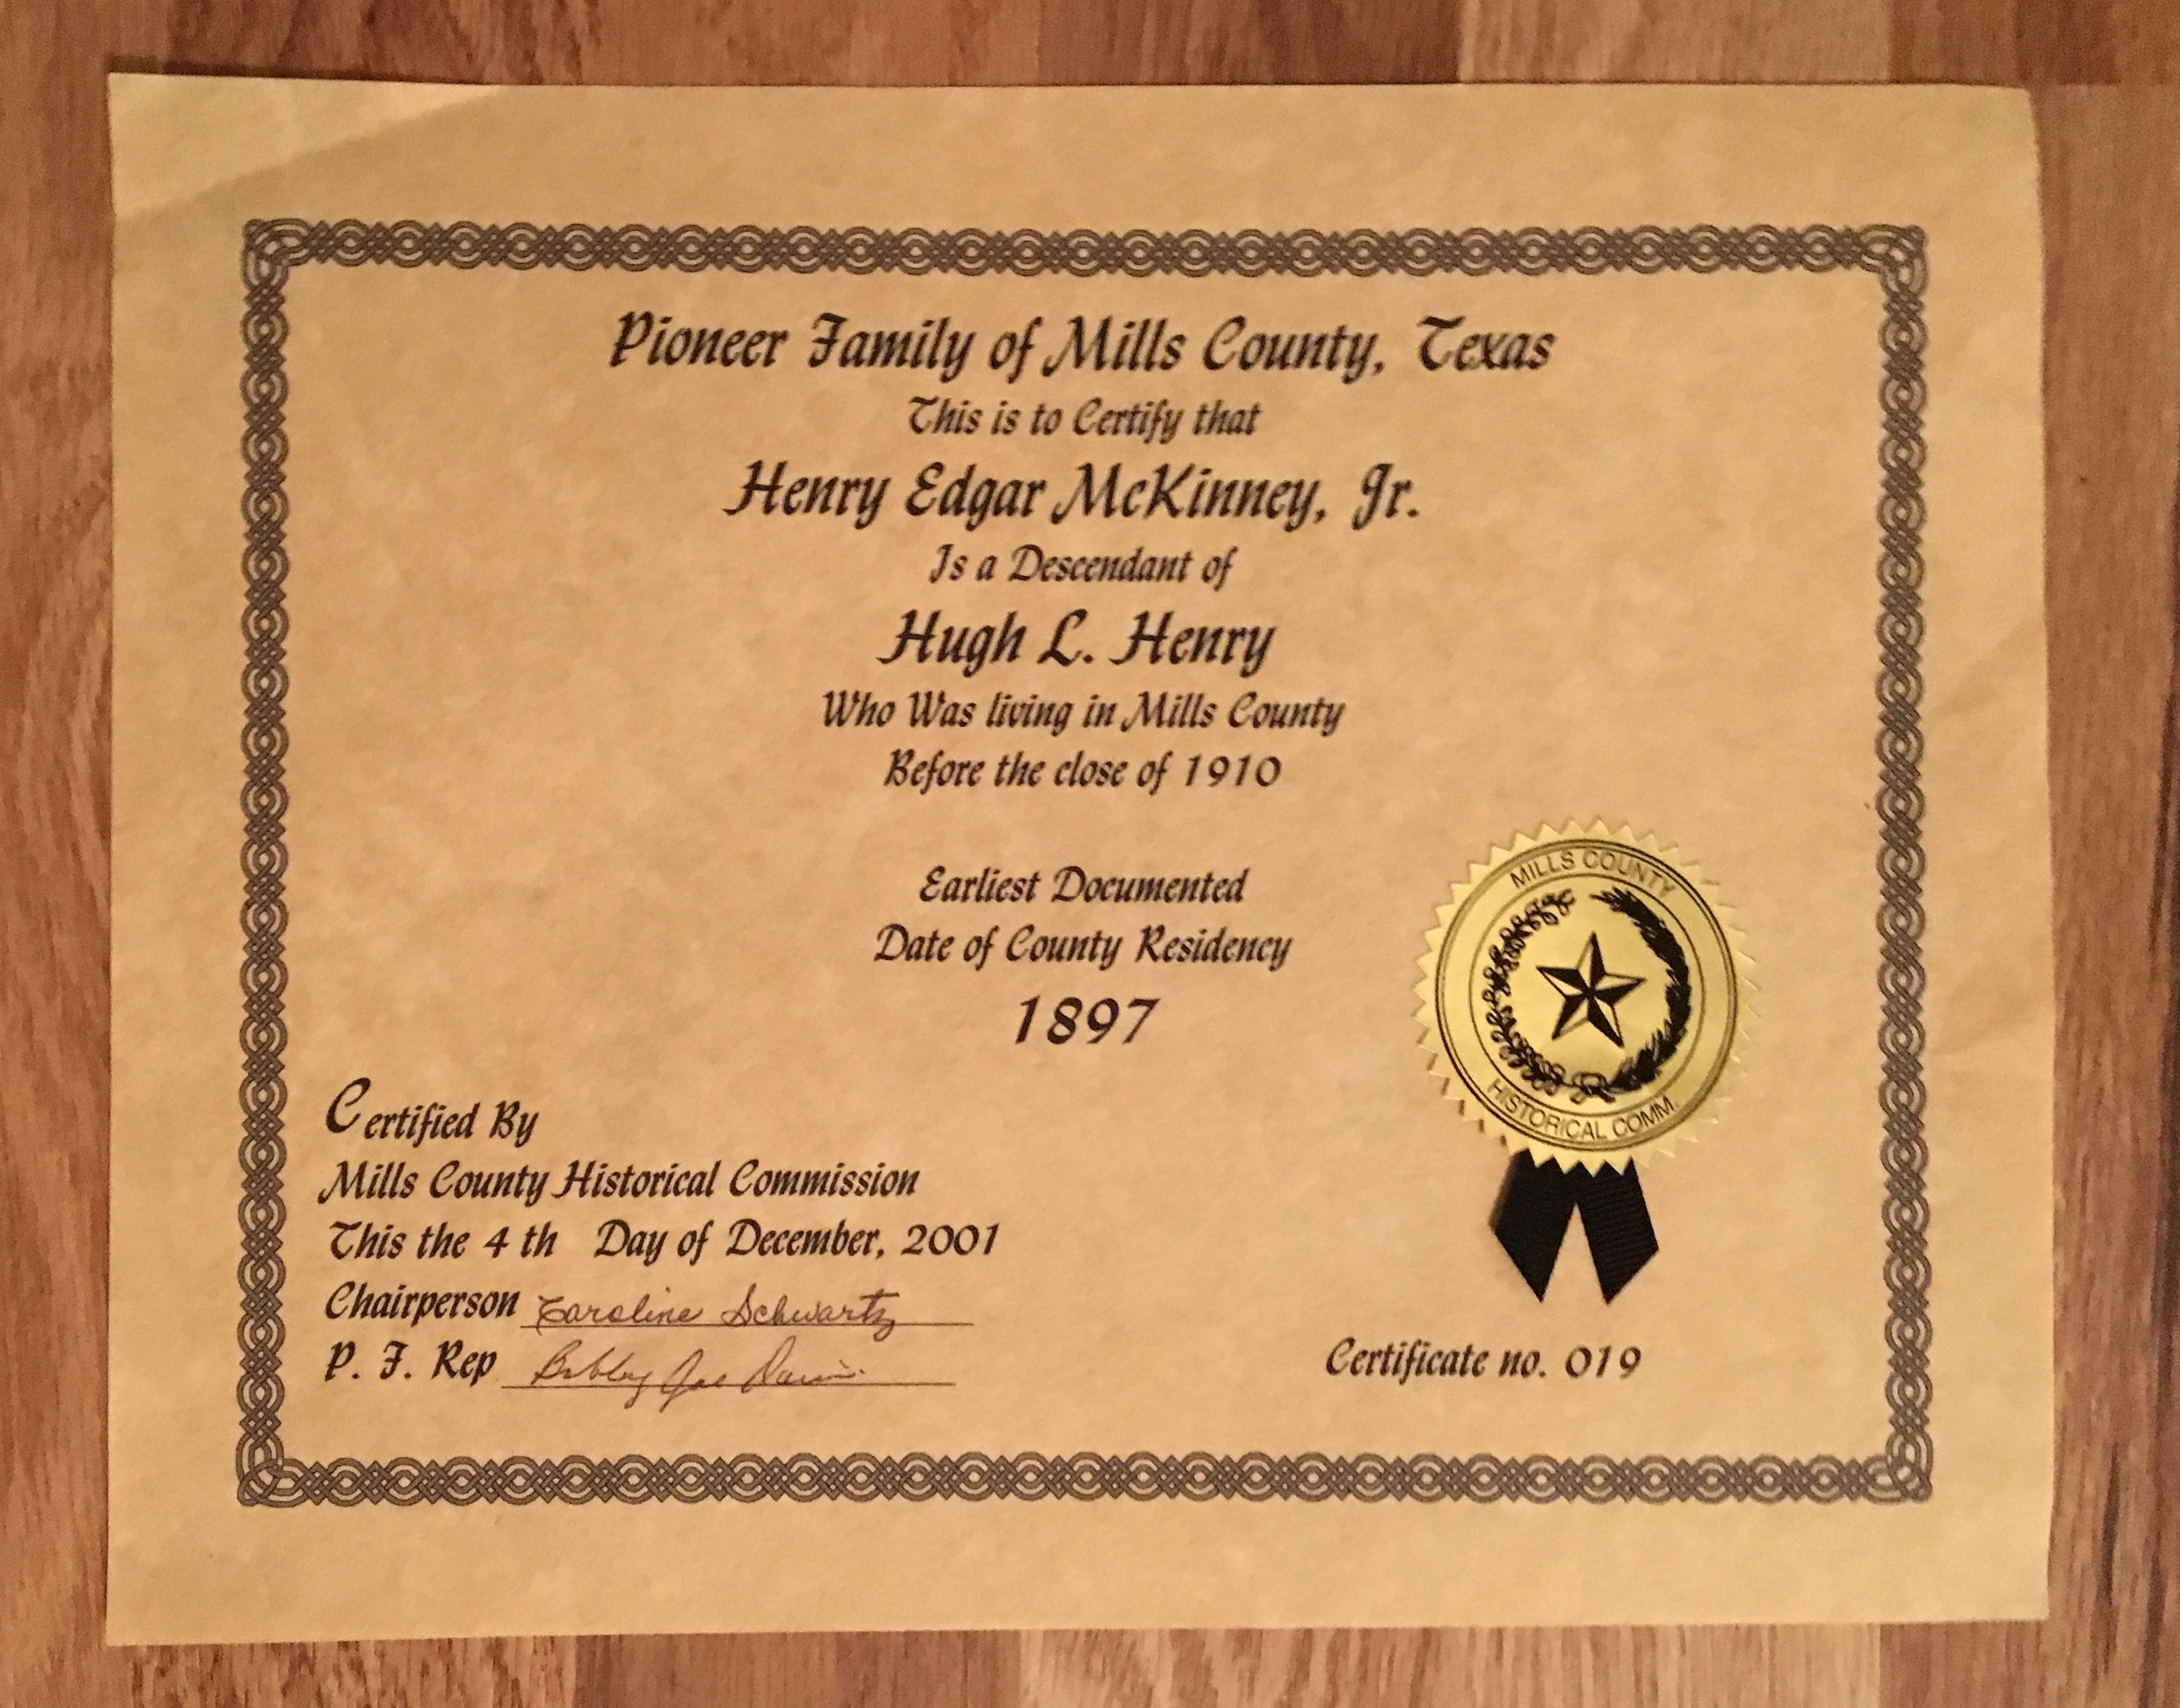 Pioneer Family of Mills County, Texas
This is to Certify that
Henry Edgar McKinney, Jr.
Is a Descendant of
Hugh L. Henry
Who Was living in Mills County
Before the close of 1910
Earliest Documented
Date of County Residency
1897
MILLS COUNTY
HISTORICAL COMM.
Certified By
Mills County Historical Commission
This the 4 th Day of December, 2001
Chairperson Caroline Schwartz
P. F. Rep Bobby Joe
Certificate no. 019